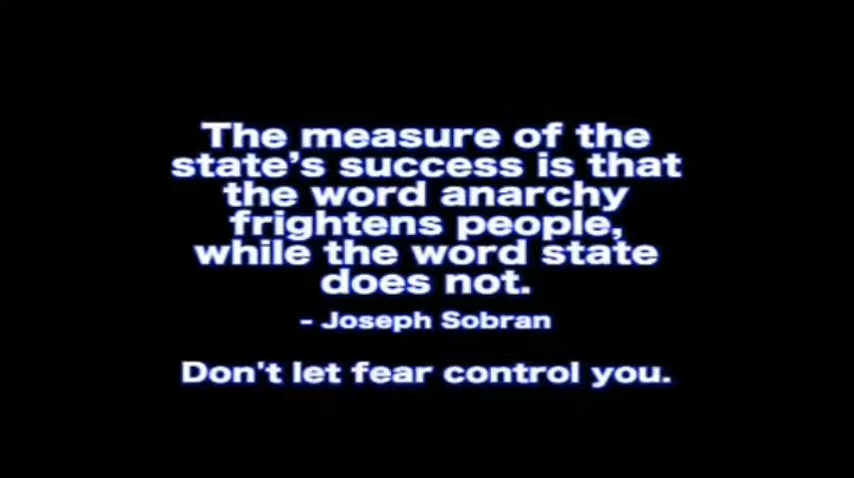 The measure of the
state’s success is that
the word anarchy
frightens people,
while the word state
does not.
- Joseph Sobran
Don't let fear control you.